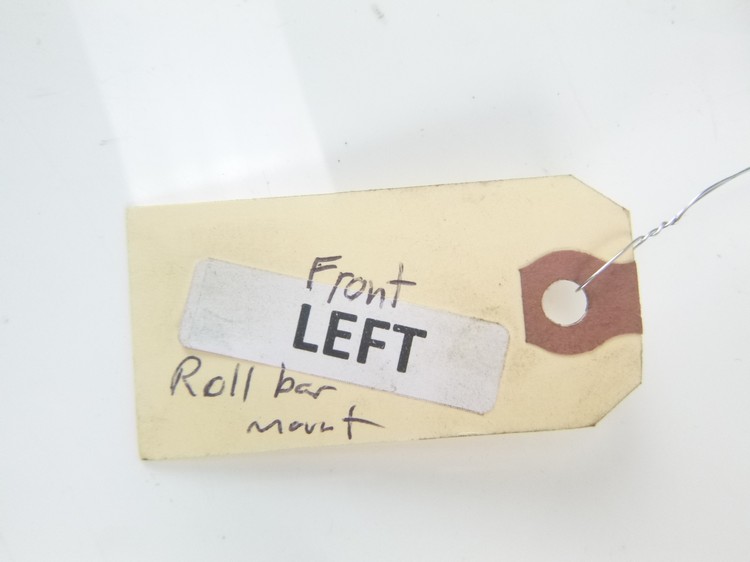 Front
LEFT
Roll bar
mount